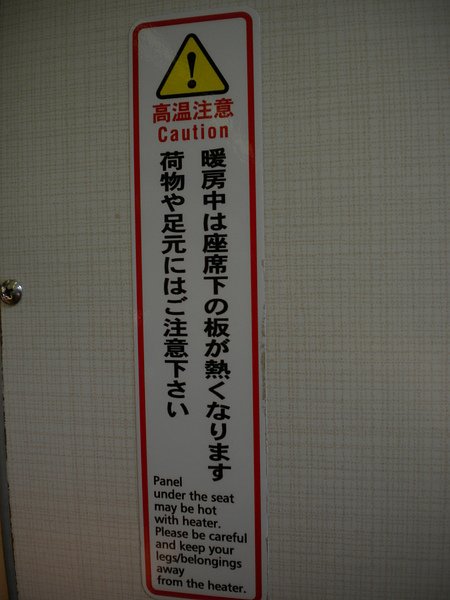 高温注意
Caution
暖房中は座席下の板が熱くなります
荷物や足元にはご注意下さい
Panel
under the seat
may be hot
with heater.
Please be careful
and keep your
legs/belongings
away
from the heater.